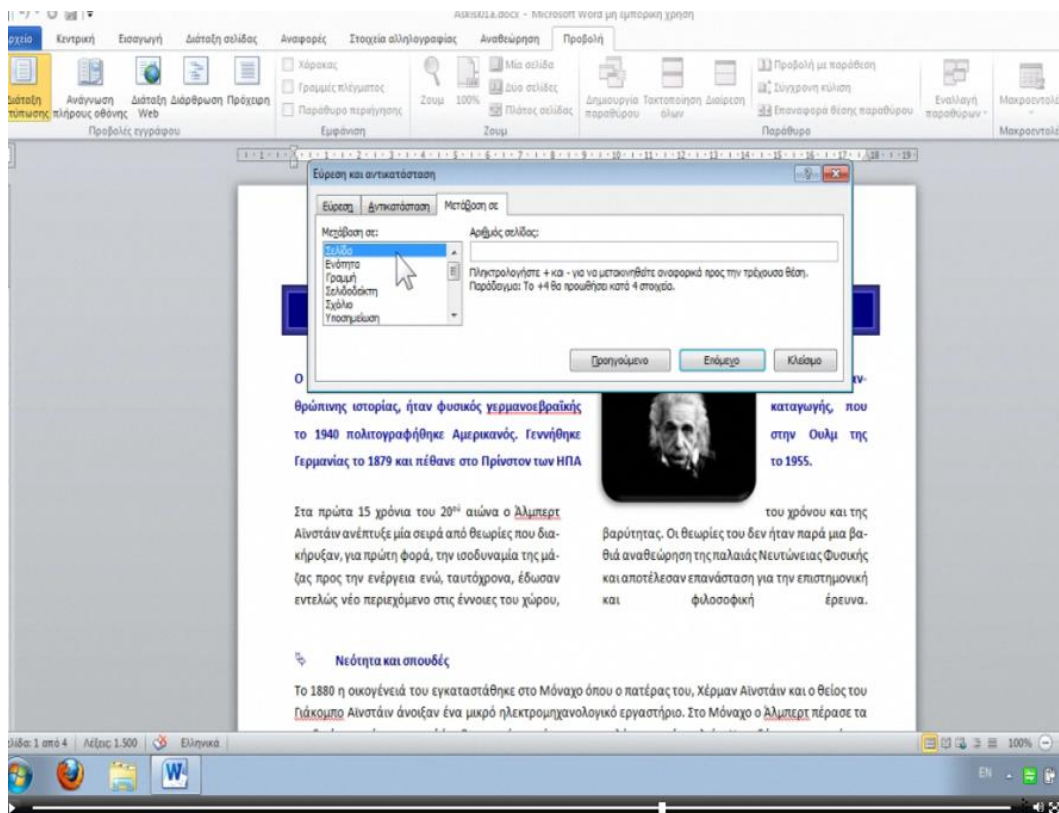 Askisi01a.docx - Microsoft Word μη εμπορική χρήση
Κεντρική Εισαγωγή Διάταξη σελίδας Αναφορές Στοιχεία αλληλογραφίας Αναθεώρηση Προβολή
Χάρακας
Γραμμές πλέγματος
Παράθυρο περιήγησης
Ανάγνωση πλήρους οθόνης
Διάταξη Web
Διάρθρωση
Πρόχειρο
Ζουμ
100%
Μία σελίδα
Δύο σελίδες
Πλάτος σελίδας
Δημιουργία παραθύρου
Τακτοποίηση όλων
Διαίρεση
Προβολή με παράθεση
Σύγχρονη κύλιση
Επαναφορά θέσης παραθύρου
Εναλλαγή παραθύρων
Προβολές εγγράφου Εμφάνιση Ζουμ Παράθυρο
Εύρεση και αντικατάσταση
Εύρεση Αντικατάσταση Μετάβαση σε
Μετάβαση σε: Αριθμός σελίδας:
Σελίδα
Ενότητα
Γραμμή
Σελιδοδείκτη
Σχόλιο
Υποσημείωση
Πληκτρολογήστε + και - για να μετακινηθείτε αναφορικά προς την τρέχουσα θέση.
Παράδειγμα: Το +4 θα προωθήσει κατά 4 στοιχεία.
Προηγούμενο Επόμενο Κλείσιμο
Ο αν-
θρώπινης ιστορίας, ήταν φυσικός γερμανοεβραϊκής καταγωγής, που
το 1940 πολιτογραφήθηκε Αμερικανός. Γεννήθηκε στην Ουλμ της
Γερμανίας το 1879 και πέθανε στο Πρίνστον των ΗΠΑ το 1955.
Στα πρώτα 15 χρόνια του 20ού αιώνα ο Άλμπερτ
Αϊνστάιν ανέπτυξε μία σειρά από θεωρίες που δια-
κήρυξαν, για πρώτη φορά, την ισοδυναμία της μά-
ζας προς την ενέργεια ενώ, ταυτόχρονα, έδωσαν
εντελώς νέο περιεχόμενο στις έννοιες του χώρου,
του χρόνου και της
βαρύτητας. Οι θεωρίες του δεν ήταν παρά μια βα-
θιά αναθεώρηση της παλαιάς Νευτώνειας Φυσικής
και αποτέλεσαν επανάσταση για την επιστημονική
και φιλοσοφική έρευνα.
Νεότητα και σπουδές
Το 1880 η οικογένειά του εγκαταστάθηκε στο Μόναχο όπου ο πατέρας του, Χέρμαν Αϊνστάιν και ο θείος του
Γιάκομπο Αϊνστάιν άνοιξαν ένα μικρό ηλεκτρομηχανολογικό εργαστήριο. Στο Μόναχο ο Άλμπερτ πέρασε τα
1 από 4 Λέξεις: 1.500 Ελληνικά 100%
EN